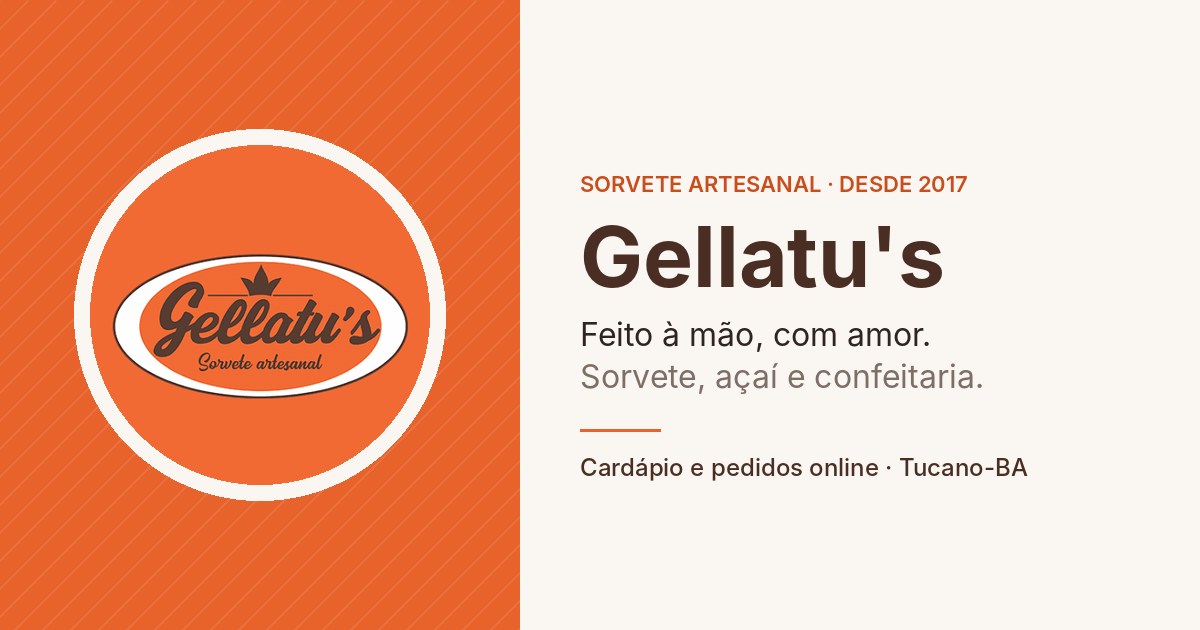 Gellatu's
Sorvete artesanal
SORVETE ARTESANAL · DESDE 2017
Gellatu's
Feito à mão, com amor.
Sorvete, açaí e confeitaria.
Cardápio e pedidos online · Tucano-BA